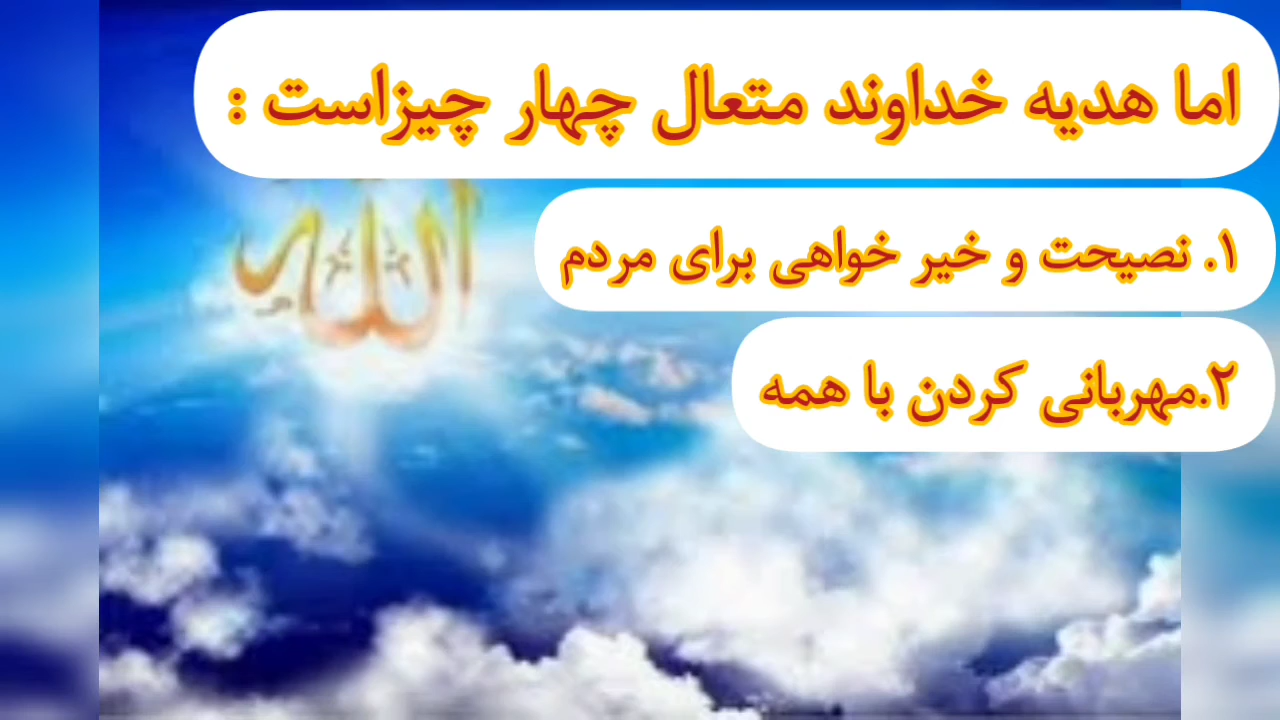 اما هدیه خداوند متعال چهار چیزاست :
۱. نصیحت و خیر خواهی برای مردم
۲.مهربانی کردن با همه
الله